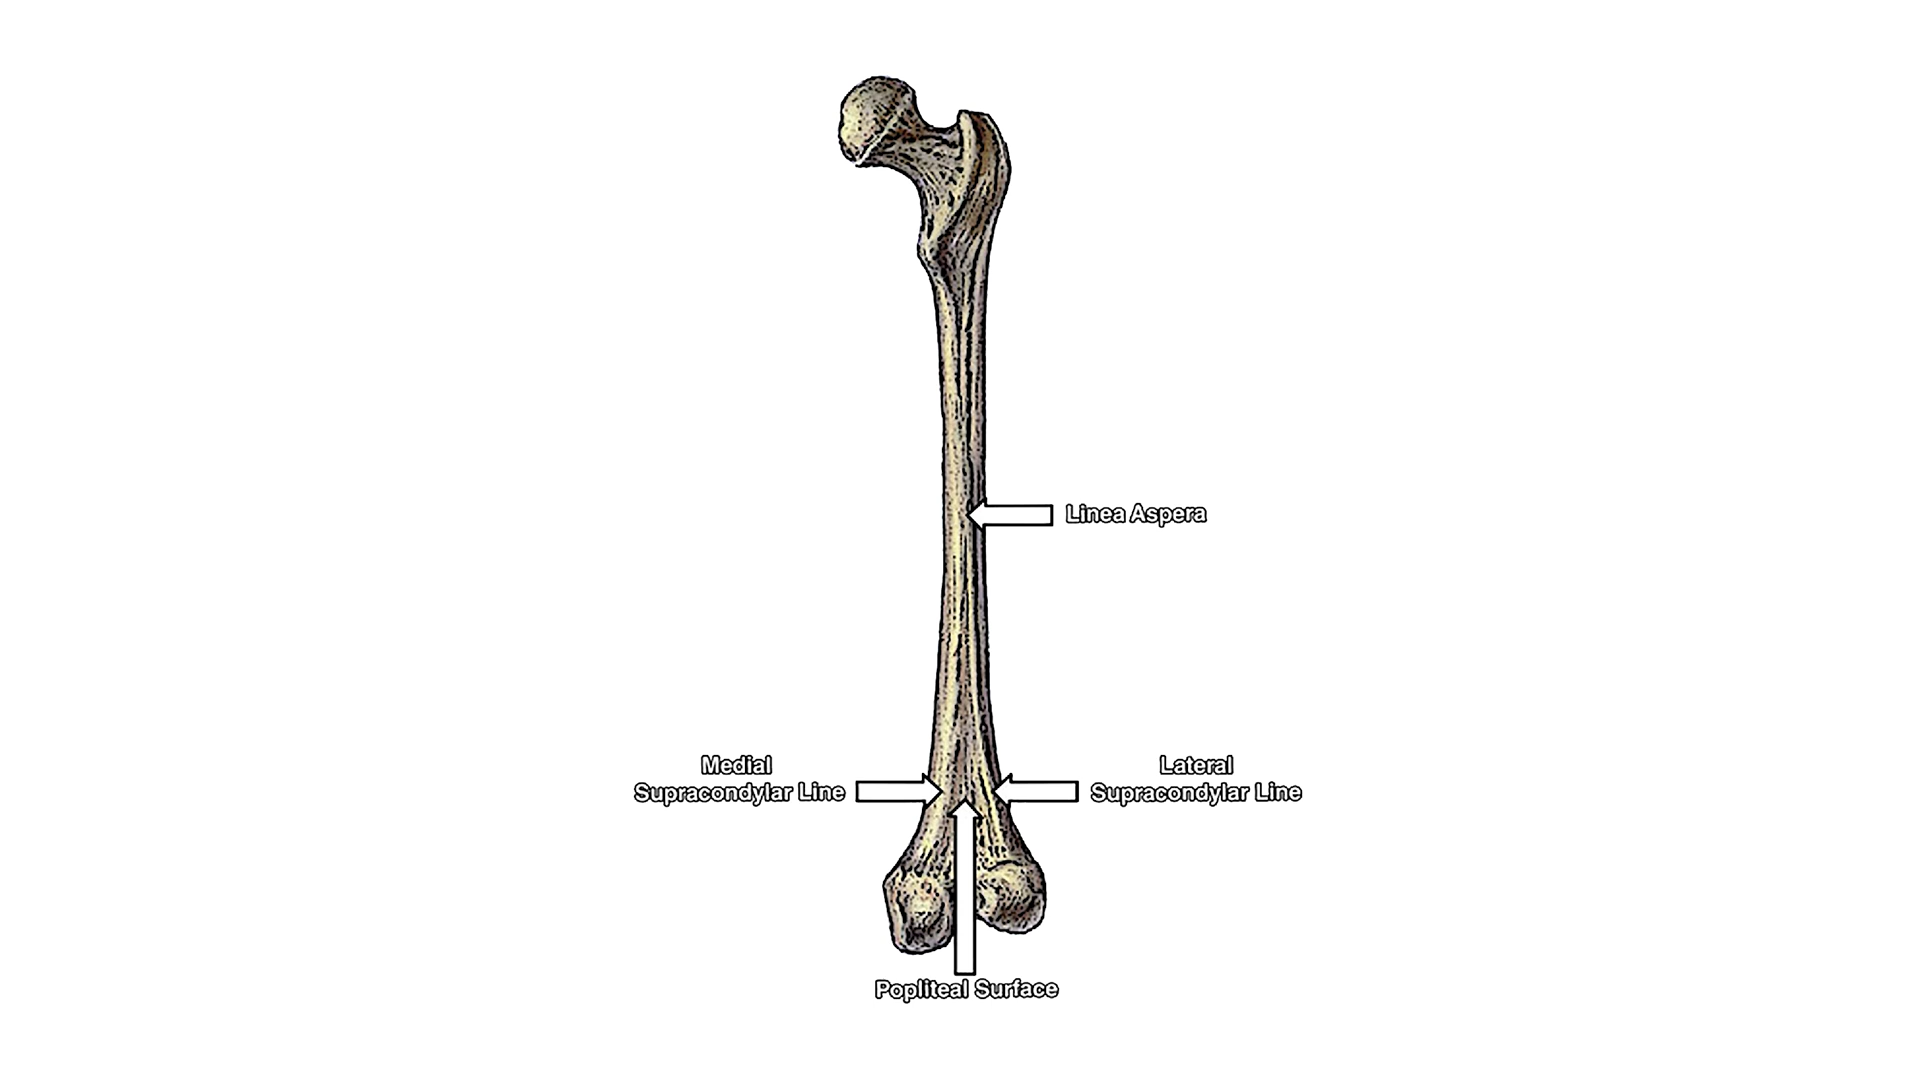 Linea Aspera
Medial
Supracondylar Line
Lateral
Supracondylar Line
Popliteal Surface